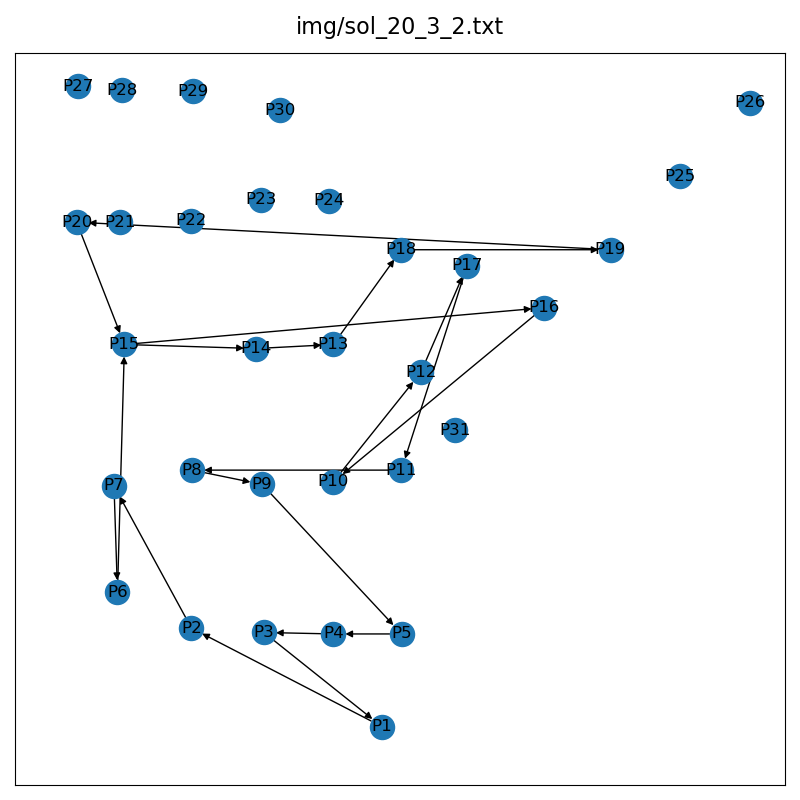 img/sol_20_3_2.txt
P27 P28 P29 P30 P26
P25
P23 P24
P20 P21 P22
P18 P17 P19
P16
P15 P14 P13
P12
P31
P8 P9 P10 P11
P7
P6
P2 P3 P4 P5
P1